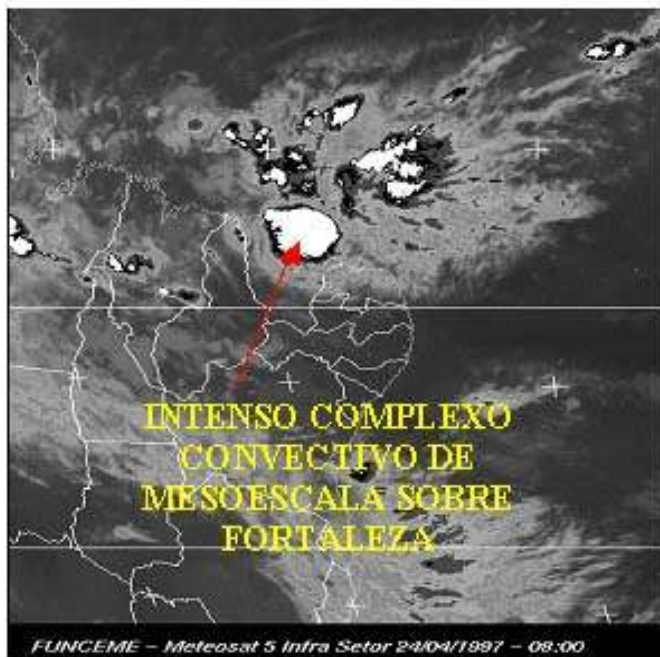 INTENSO COMPLEXO
CONVECTIVO DE
MESOESCALA SOBRE
FORTALEZA
FUNCEME – Meteosat 5 Infra Setor 24/04/1997 – 08:00